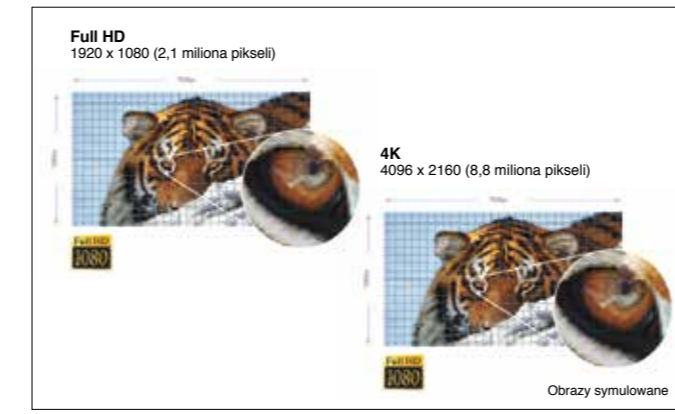 Full HD
1920 x 1080 (2,1 miliona pikseli)
Full HD
1080
4K
4096 x 2160 (8,8 miliona pikseli)
Full HD
1080
Obrazy symulowane